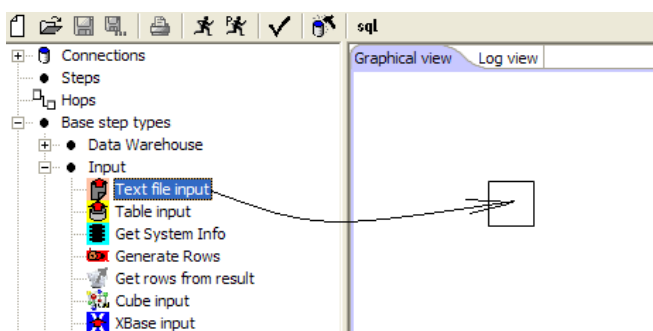 sql
Connections
Steps
Hops
Base step types
Data Warehouse
Input
Text file input
Table input
Get System Info
Generate Rows
Get rows from result
Cube input
XBase input
Graphical view Log view